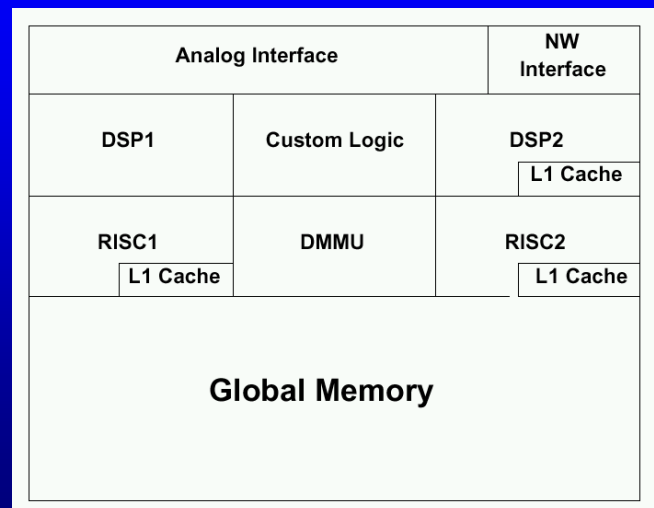 Analog Interface
NW
Interface
DSP1
Custom Logic
DSP2
L1 Cache
RISC1
DMMU
RISC2
L1 Cache
L1 Cache
Global Memory